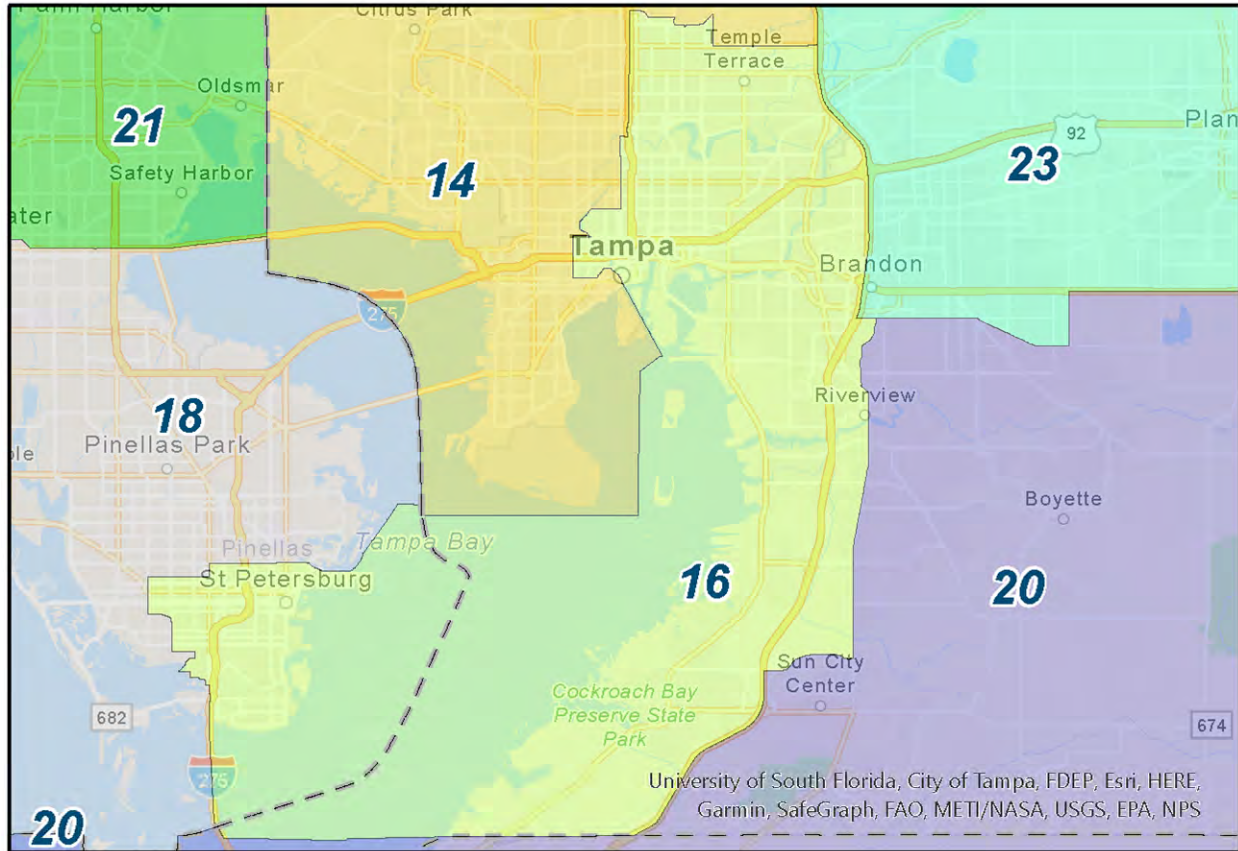 Palm Harbor
Citrus Park
Temple
Terrace
Oldsmar
21
92
Plan
14
23
Safety Harbor
ater
Tampa
Brandon
275
Riverview
18
ple
Pinellas Park
Boyette
Tampa Bay
Pinellas
St Petersburg
16
20
Sun City
Center
Cockroach Bay
Preserve State
Park
682
674
275
University of South Florida, City of Tampa, FDEP, Esri, HERE,
Garmin, SafeGraph, FAO, METI/NASA, USGS, EPA, NPS
20